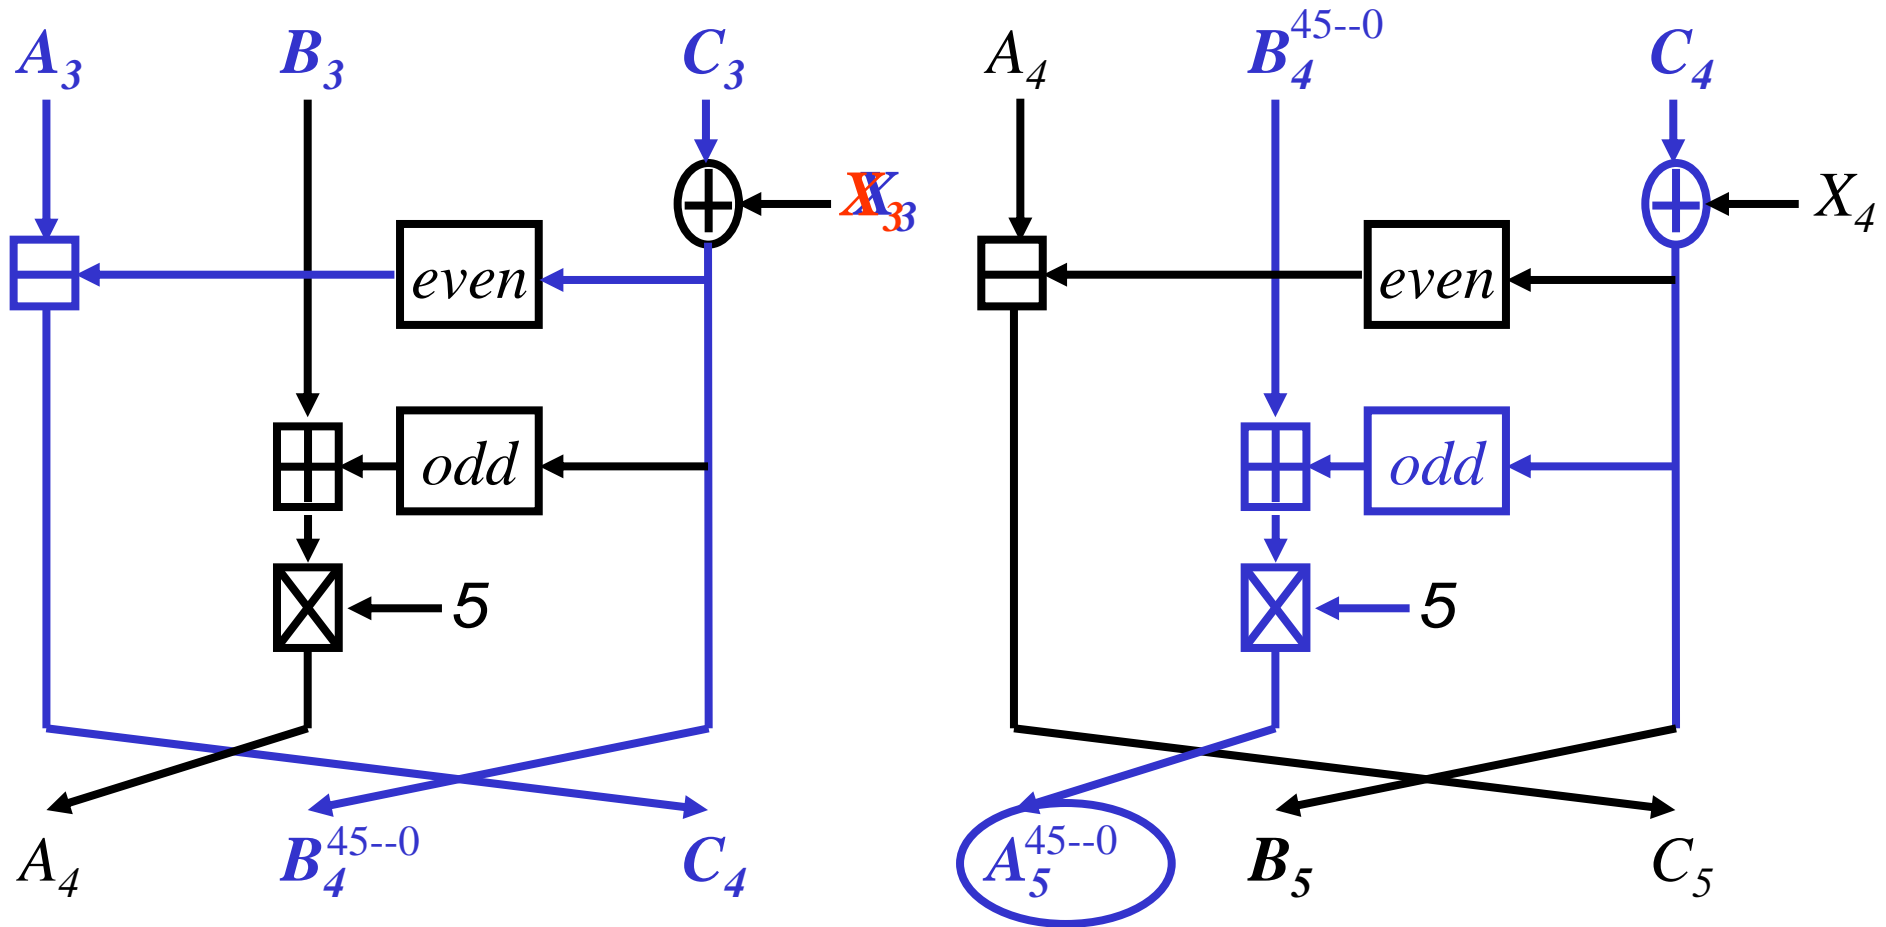 A3 B3 C3 A4 B4^45--0 C4
X3 X3 X4
even even
odd odd
5 5
A4 B4^45--0 C4 A5^45--0 B5 C5